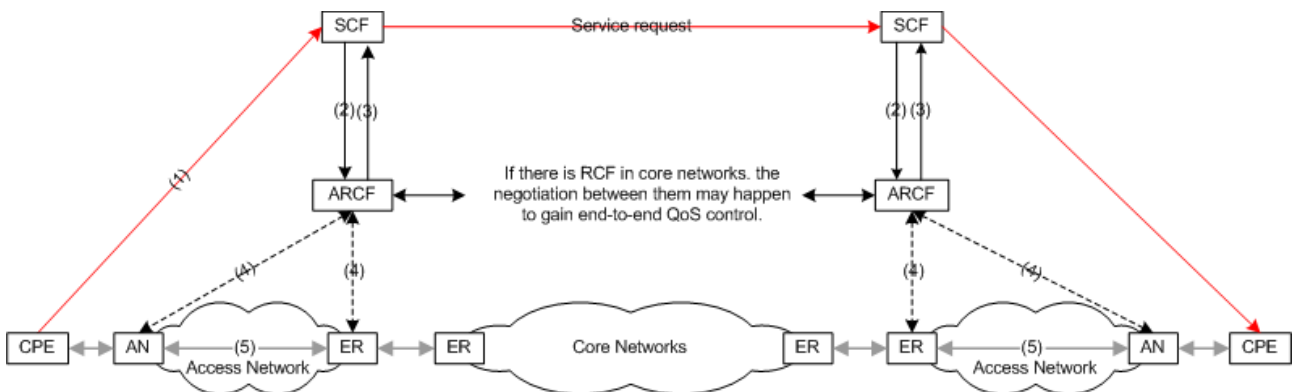 SCF
Service request
SCF
(2)
(3)
(2)
(3)
(1)
If there is RCF in core networks. the
negotiation between them may happen
to gain end-to-end QoS control.
ARCF
ARCF
(4)
(4)
(4)
(4)
CPE
AN
(5)
Access Network
ER
ER
Core Networks
ER
ER
(5)
Access Network
AN
CPE